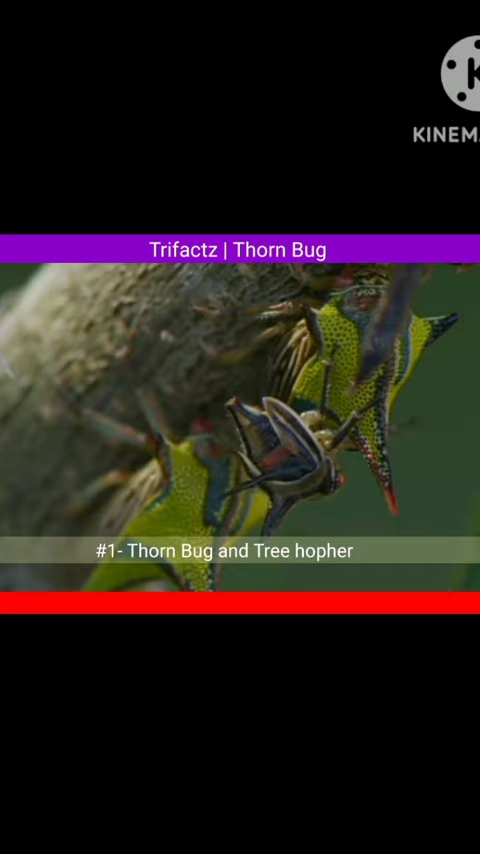 K
KINEM
Trifactz | Thorn Bug
#1- Thorn Bug and Tree hopher